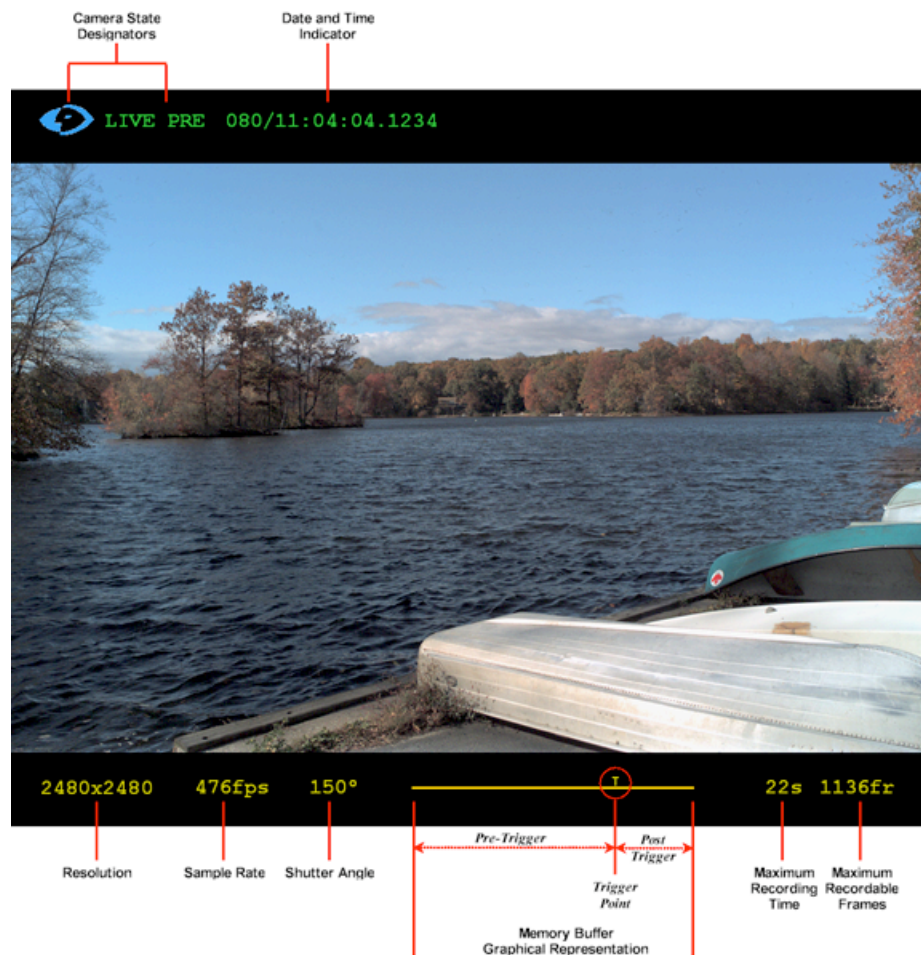 Camera State
Designators
Date and Time
Indicator
LIVE PRE 080/11:04:04.1234
2480x2480 476fps 150° T 22s 1136fr
Pre-Trigger
Post
Trigger
Resolution
Sample Rate
Shutter Angle
Trigger
Point
Maximum
Recording
Time
Maximum
Recordable
Frames
Memory Buffer
Graphical Representation